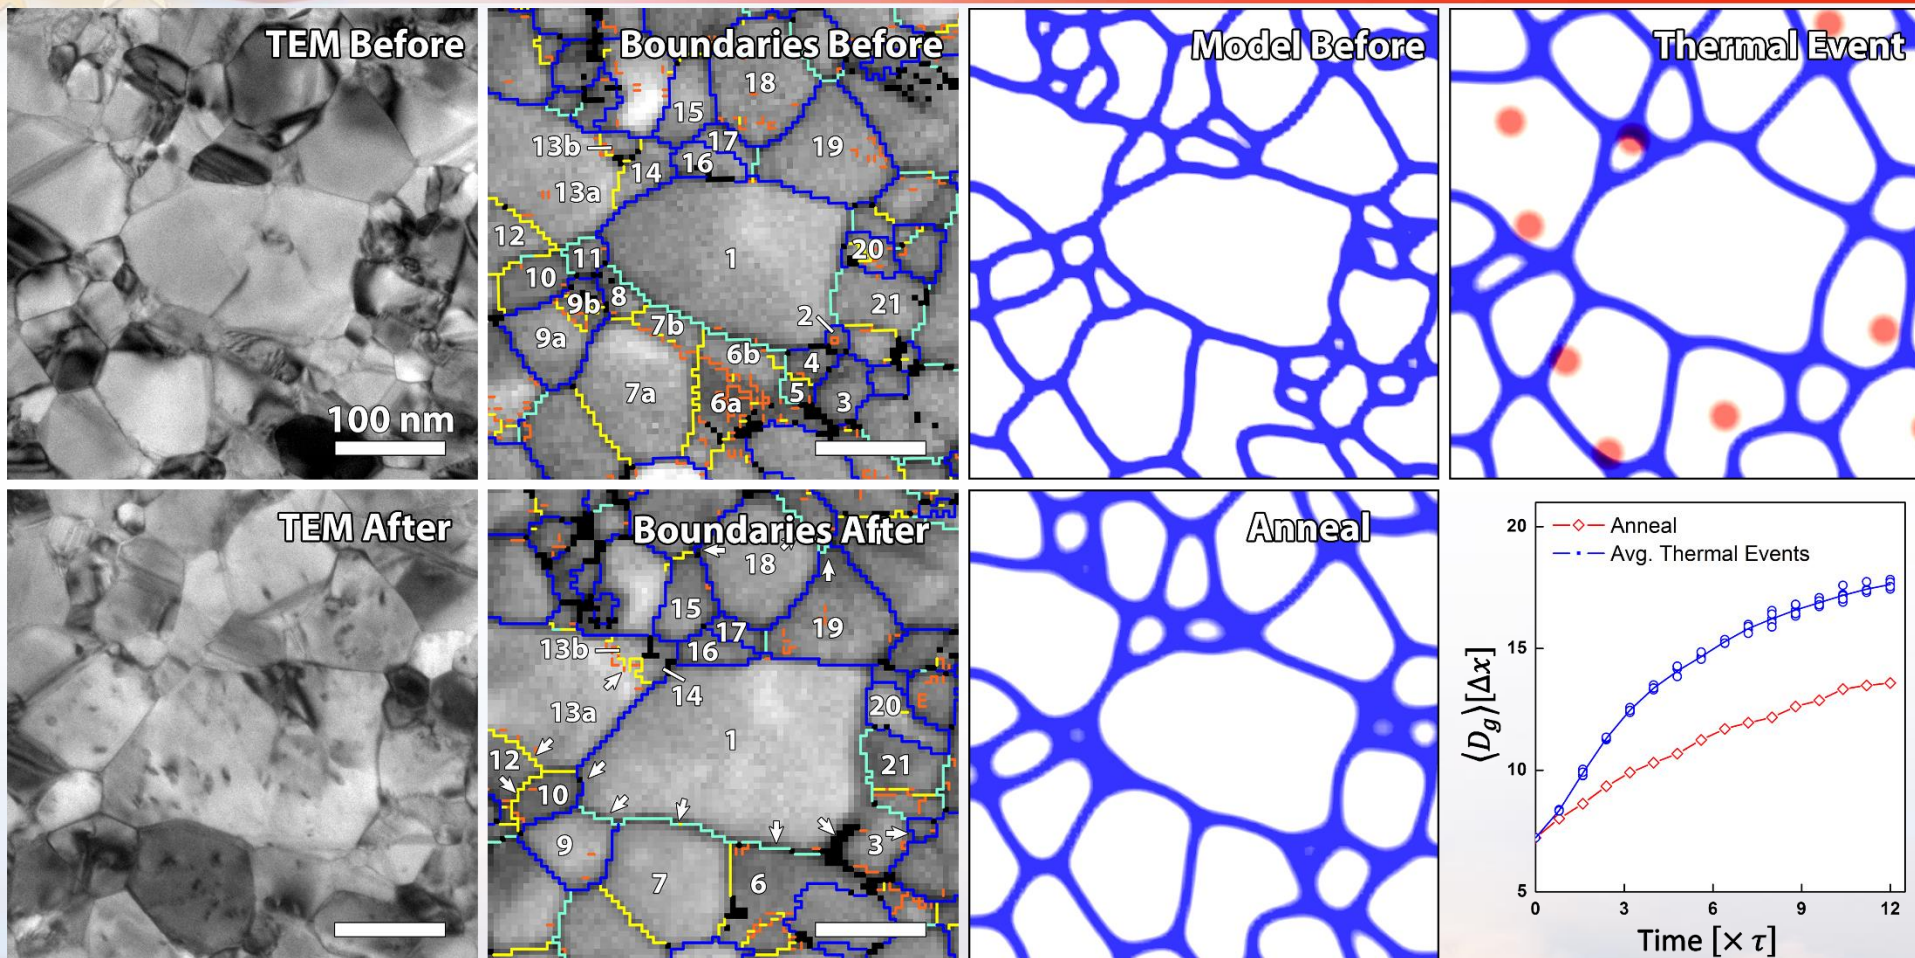 TEM Before
100 nm
Boundaries Before
18
15
17
19
13b
16
14
13a
12
11
1
20
10
8
9b
21
2
7b
9a
6b
4
5
7a
6a
3
Model Before
Thermal Event
TEM After
Boundaries After
18
15
17
19
13b
16
14
13a
20
1
12
21
10
9
3
7
6
Anneal
20
15
10
5
Anneal
Avg. Thermal Events
⟨Dg⟩[Δx]
0
3
6
9
12
Time [× τ]